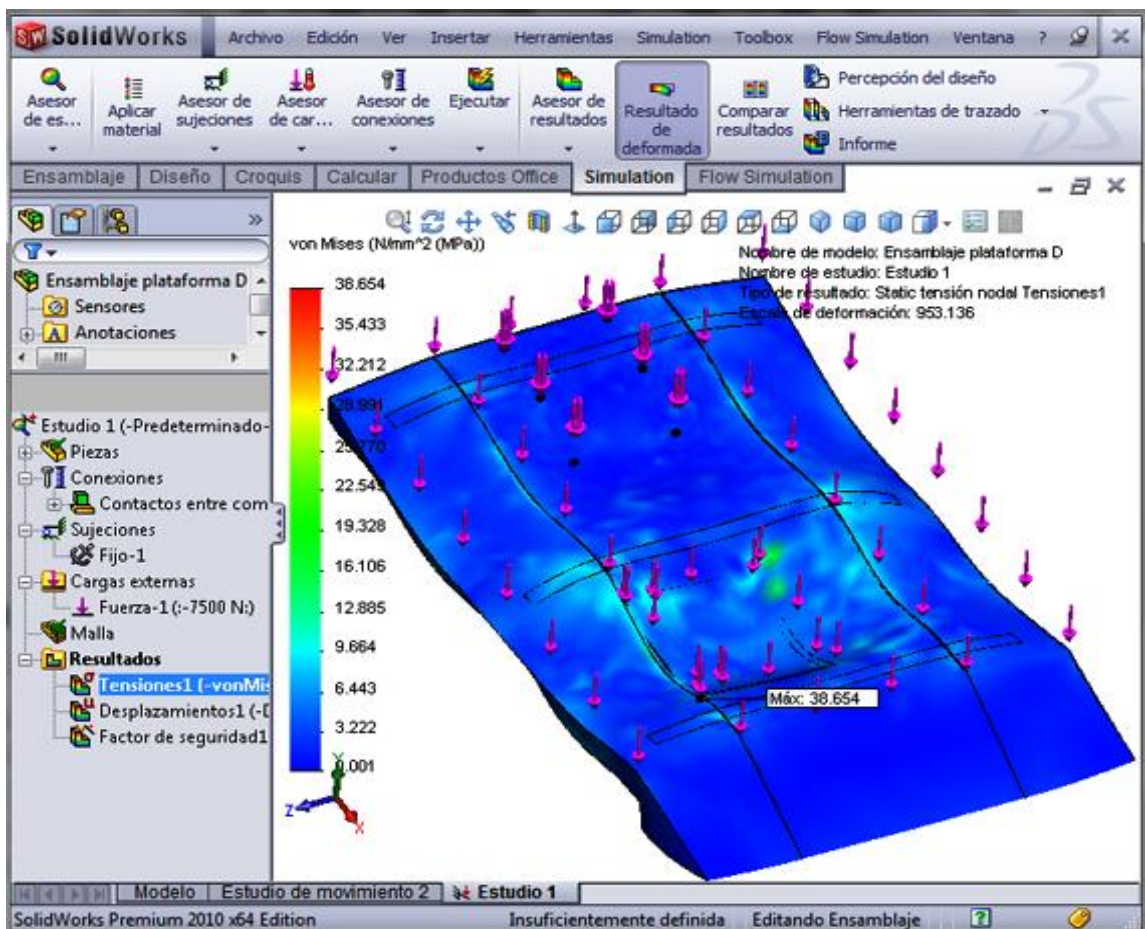 SolidWorks Archivo Edición Ver Insertar Herramientas Simulation Toolbox Flow Simulation Ventana ?
Asesor de es...
Aplicar material
Asesor de sujeciones
Asesor de car...
Asesor de conexiones
Ejecutar
Asesor de resultados
Resultado de deformada
Comparar resultados
Percepción del diseño
Herramientas de trazado
Informe
Ensamblaje Diseño Croquis Calcular Productos Office Simulation Flow Simulation
Ensamblaje plataforma D
Sensores
Anotaciones
Estudio 1 (-Predeterminado-
Piezas
Conexiones
Contactos entre com
Sujeciones
Fijo-1
Cargas externas
Fuerza-1 (:-7500 N:)
Malla
Resultados
Tensiones1 (-vonMis
Desplazamientos1 (-D
Factor de seguridad1
von Mises (N/mm^2 (MPa))
38.654
35.433
32.212
28.991
25.770
22.549
19.328
16.106
12.885
9.664
6.443
3.222
0.001
Nombre de modelo: Ensamblaje plataforma D
Nombre de estudio: Estudio 1
Tipo de resultado: Static tensión nodal Tensiones1
Escala de deformación: 953.136
Máx: 38.654
Y
Z
X
Modelo Estudio de movimiento 2 Estudio 1
SolidWorks Premium 2010 x64 Edition Insuficientemente definida Editando Ensamblaje